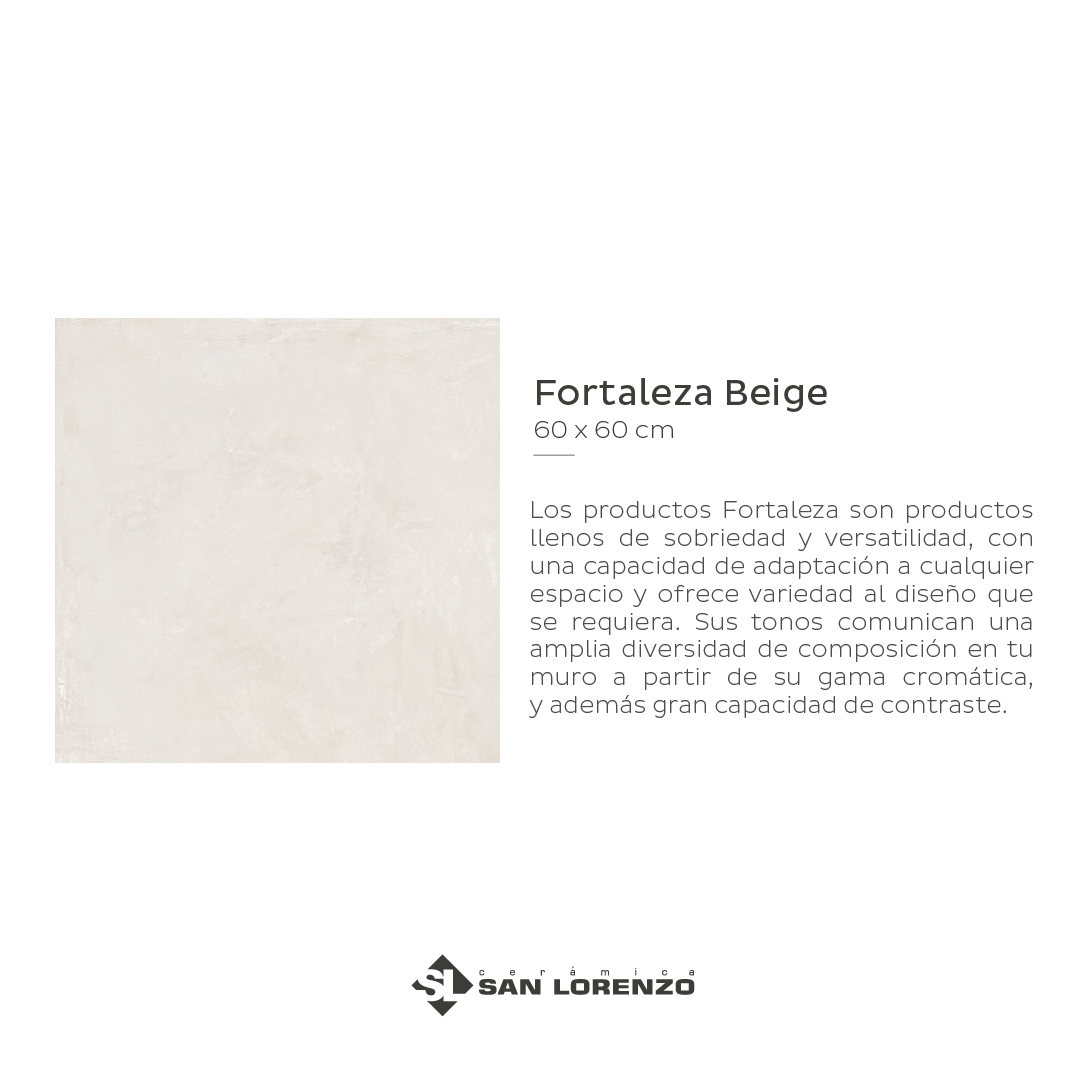 Fortaleza Beige
60 x 60 cm
Los productos Fortaleza son productos
llenos de sobriedad y versatilidad, con
una capacidad de adaptación a cualquier
espacio y ofrece variedad al diseño que
se requiera. Sus tonos comunican una
amplia diversidad de composición en tu
muro a partir de su gama cromática,
y además gran capacidad de contraste.
SL
cerámica
SAN LORENZO